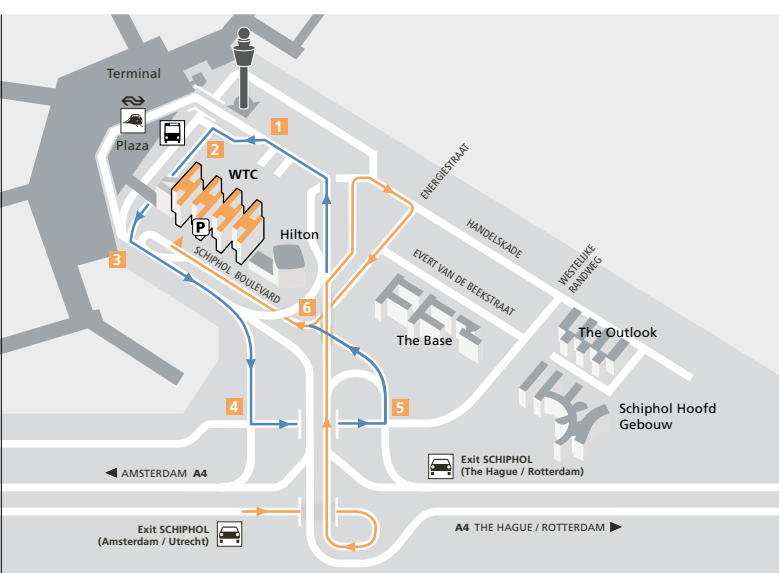 Terminal
Plaza
1
2
WTC
P
Hilton
3
SCHIPHOL BOULEVARD
6
ENERGIESTRAAT
HANDELSKADE
EVERT VAN DE BEEKSTRAAT
WESTELIJKE
RANDWEG
The Base
The Outlook
Schiphol Hoofd
Gebouw
4
5
AMSTERDAM A4
Exit SCHIPHOL
(The Hague / Rotterdam)
Exit SCHIPHOL
(Amsterdam / Utrecht)
A4 THE HAGUE / ROTTERDAM